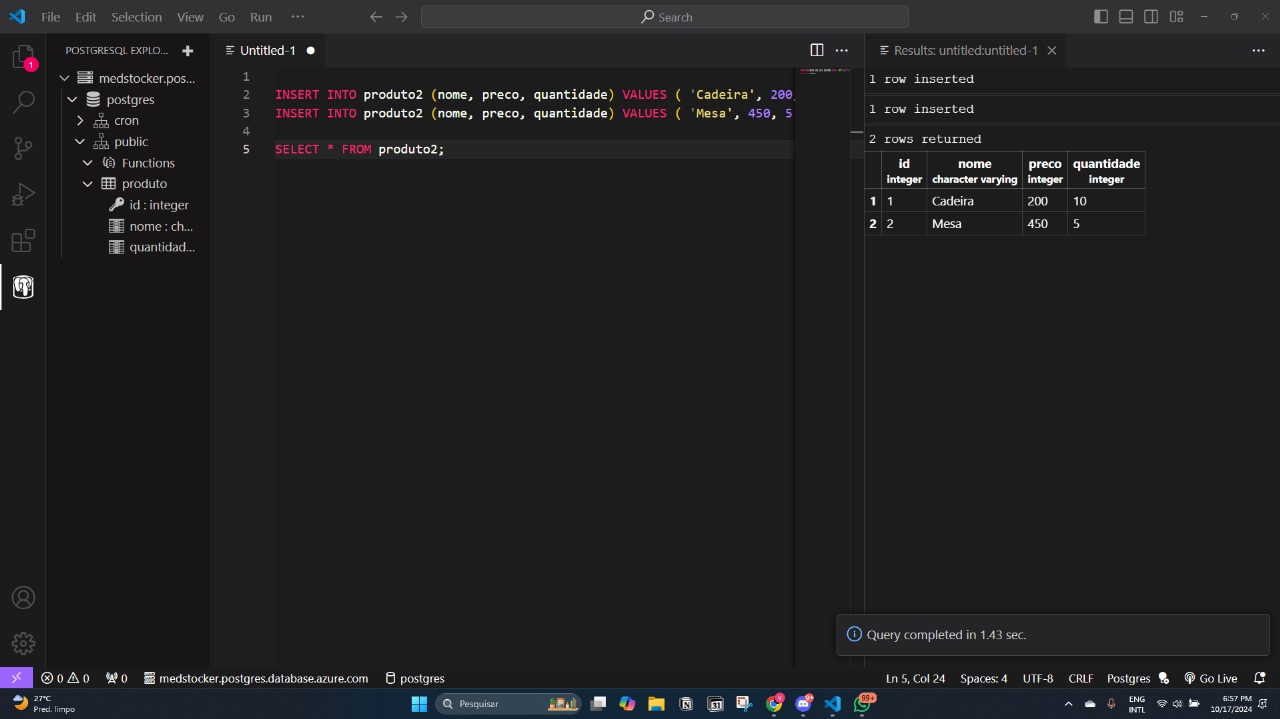 File Edit Selection View Go Run ···
Search
POSTGRESQL EXPLO...
1
medstocker.pos...
postgres
cron
public
Functions
produto
id : integer
nome : ch...
quantidad...
Untitled-1
1
2 INSERT INTO produto2 (nome, preco, quantidade) VALUES ( 'Cadeira', 200,
3 INSERT INTO produto2 (nome, preco, quantidade) VALUES ( 'Mesa', 450, 5
4
5 SELECT * FROM produto2;
Results: untitled:untitled-1
1 row inserted
1 row inserted
2 rows returned
id nome preco quantidade
integer character varying integer integer
1 1 Cadeira 200 10
2 2 Mesa 450 5
Query completed in 1.43 sec.
0 0 0 medstocker.postgres.database.azure.com postgres Ln 5, Col 24 Spaces: 4 UTF-8 CRLF Postgres Go Live
27°C
Pred. limpo
Pesquisar
31
99+
ENG
INTL
6:57 PM
10/17/2024